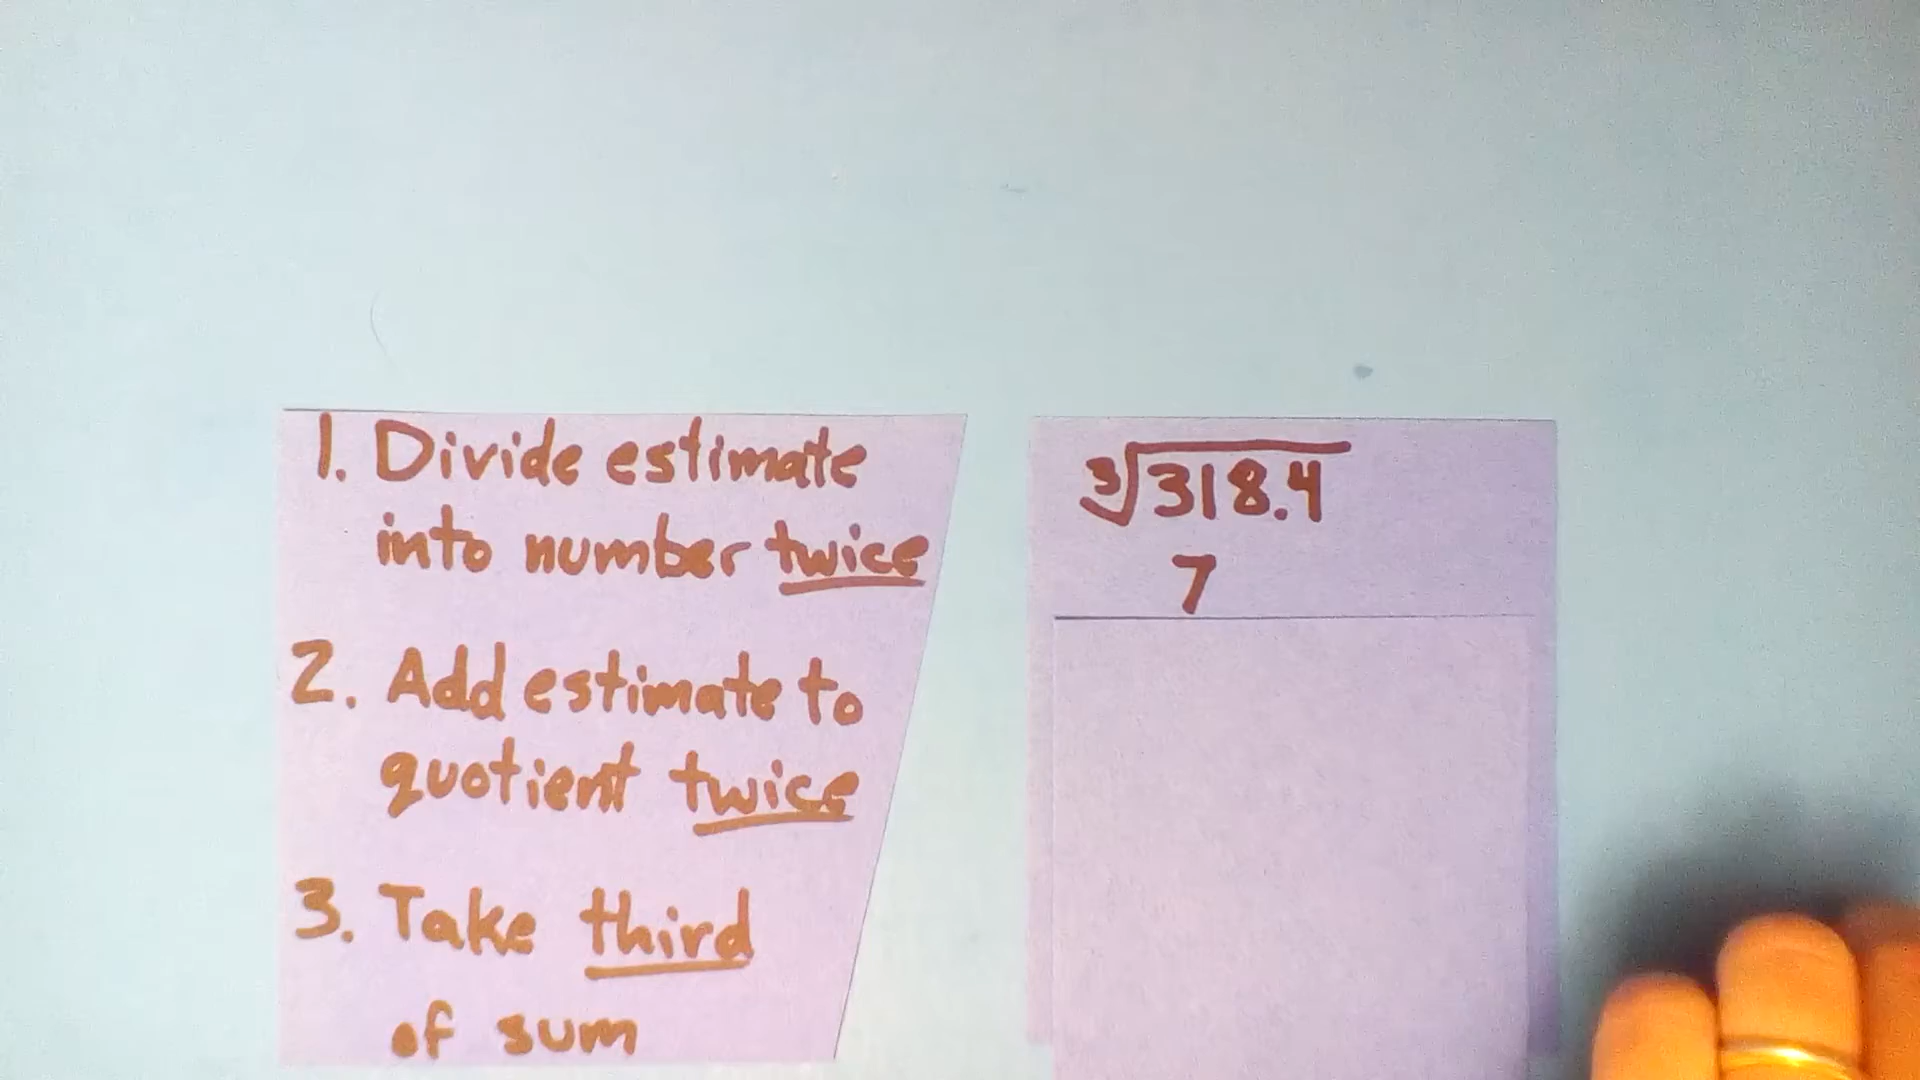 1. Divide estimate
into number twice
2. Add estimate to
quotient twice
3. Take third
of sum
∛318.4
7